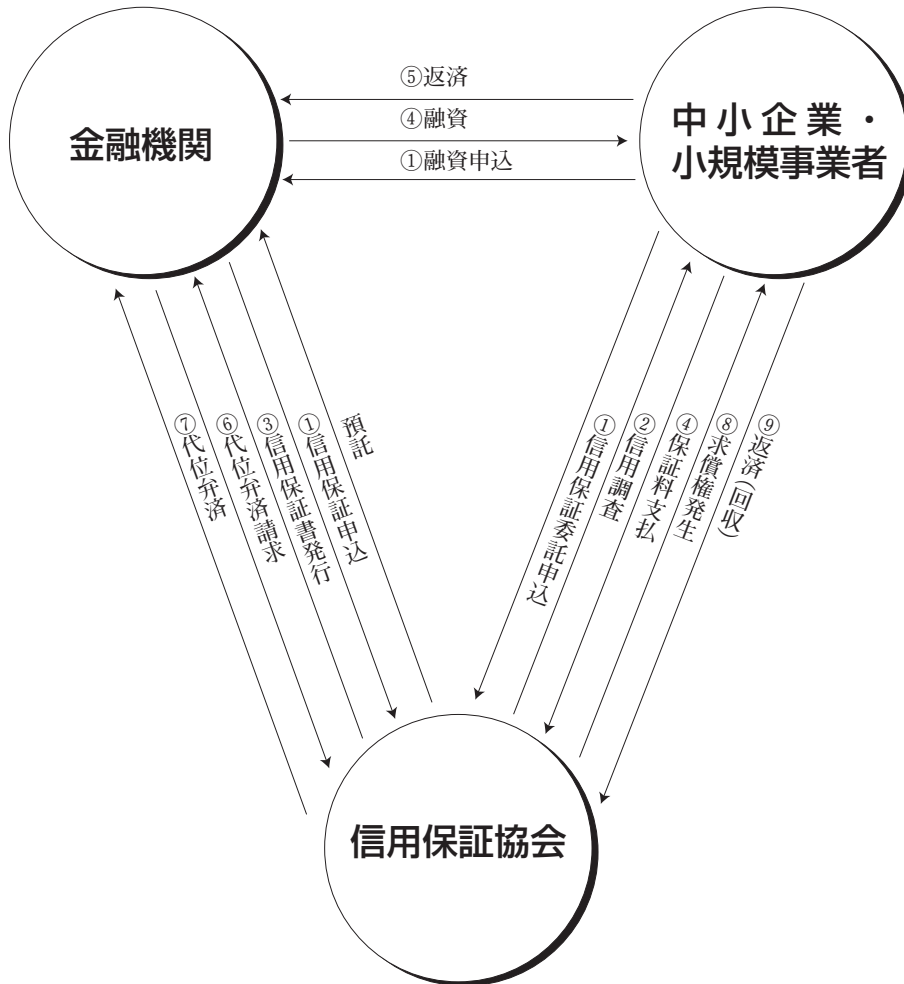 ⑤返済
④融資
①融資申込
金融機関
中小企業・
小規模事業者
預託
①信用保証申込
③信用保証書発行
⑥代位弁済請求
⑦代位弁済
①信用保証委託申込
②信用調査
④保証料支払
⑧求償権発生
⑨返済(回収)
信用保証協会